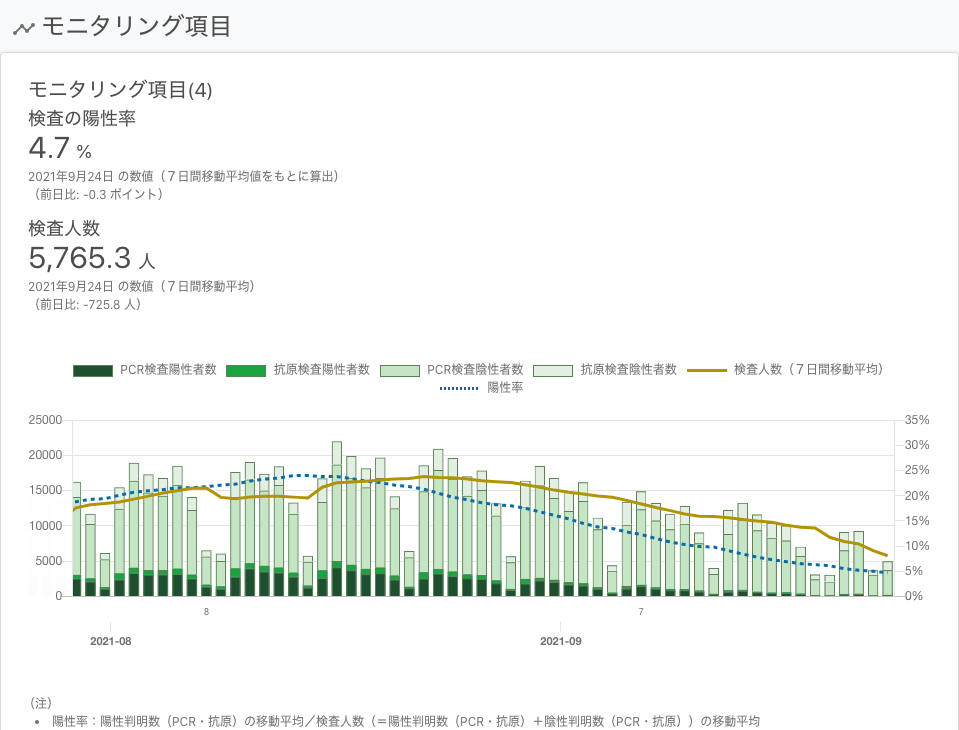 モニタリング項目
モニタリング項目(4)
検査の陽性率
4.7 %
2021年9月24日 の数値（７日間移動平均値をもとに算出）
（前日比: -0.3 ポイント）
検査人数
5,765.3 人
2021年9月24日 の数値（７日間移動平均）
（前日比: -725.8 人）
PCR検査陽性者数 抗原検査陽性者数 PCR検査陰性者数 抗原検査陰性者数 検査人数（７日間移動平均）
陽性率
25000 35%
30%
20000
25%
15000 20%
15%
10000
10%
5000 5%
0 0%
8 7
2021-08 2021-09
（注）
• 陽性率：陽性判明数（PCR・抗原）の移動平均／検査人数（＝陽性判明数（PCR・抗原）＋陰性判明数（PCR・抗原））の移動平均